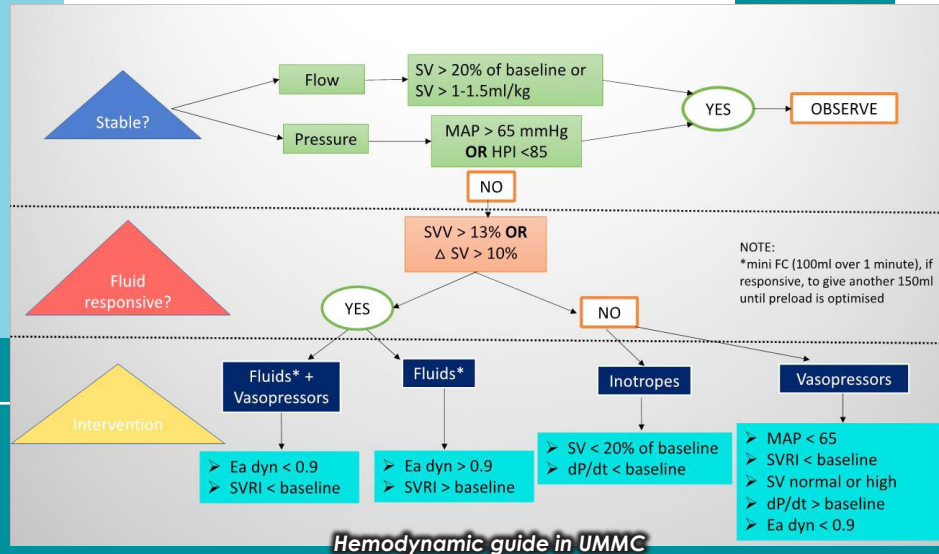 Stable?
Flow
SV > 20% of baseline or
SV > 1-1.5ml/kg
Pressure
MAP > 65 mmHg
OR HPI <85
YES
OBSERVE
NO
Fluid
responsive?
SVV > 13% OR
△ SV > 10%
NOTE:
*mini FC (100ml over 1 minute), if
responsive, to give another 150ml
until preload is optimised
YES
NO
Intervention
Fluids* +
Vasopressors
Fluids*
Inotropes
Vasopressors
➢ Ea dyn < 0.9
➢ SVRI < baseline
➢ Ea dyn > 0.9
➢ SVRI > baseline
➢ SV < 20% of baseline
➢ dP/dt < baseline
➢ MAP < 65
➢ SVRI < baseline
➢ SV normal or high
➢ dP/dt > baseline
➢ Ea dyn < 0.9
Hemodynamic guide in UMMC